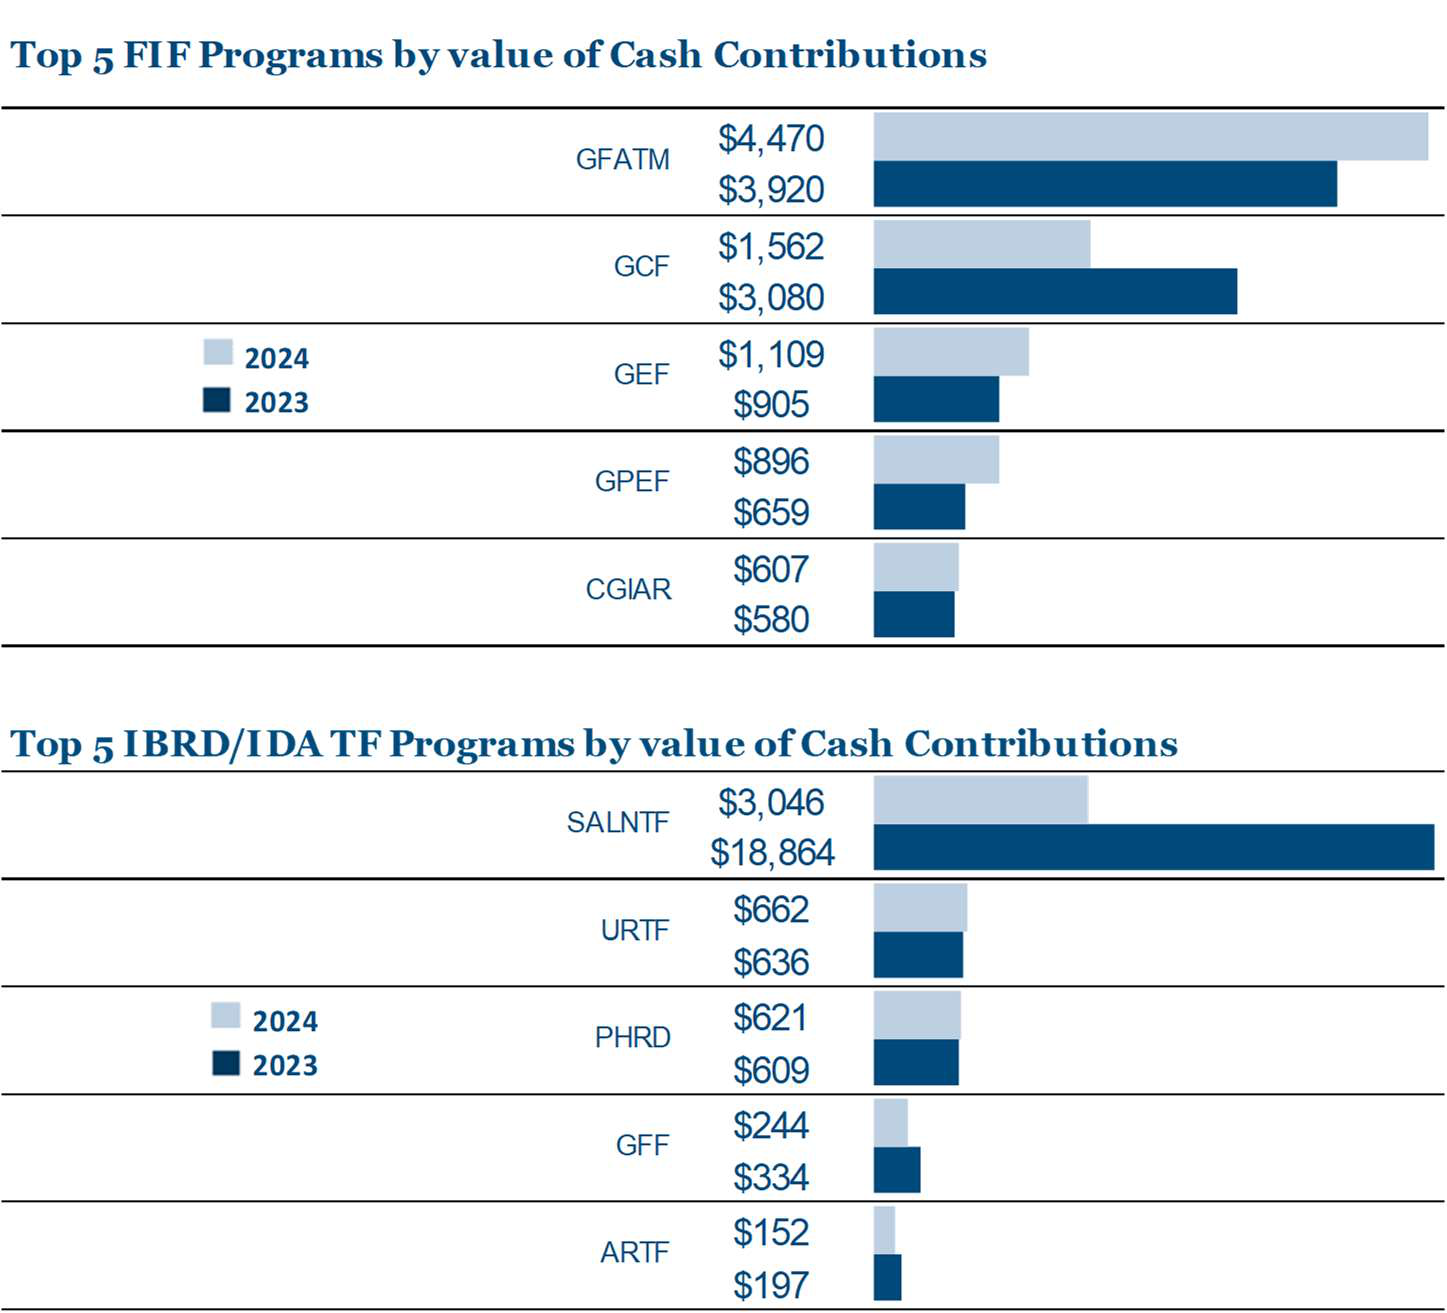 Top 5 FIF Programs by value of Cash Contributions
GFATM
$4,470
$3,920
GCF
$1,562
$3,080
2024
2023
GEF
$1,109
$905
GPEF
$896
$659
CGIAR
$607
$580
Top 5 IBRD/IDA TF Programs by value of Cash Contributions
SALNTF
$3,046
$18,864
URTF
$662
$636
2024
2023
PHRD
$621
$609
GFF
$244
$334
ARTF
$152
$197